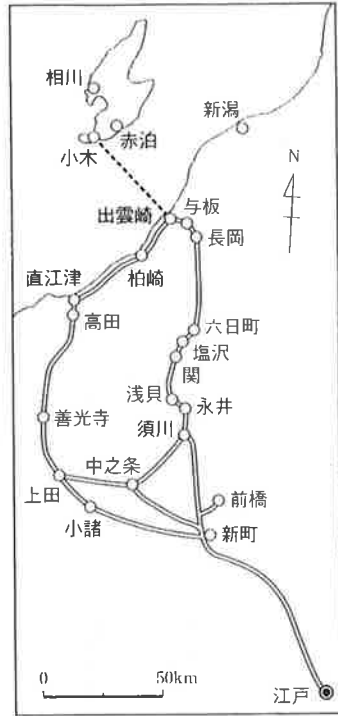 相川
新潟
赤泊
小木
N
出雲崎
与板
長岡
直江津
柏崎
高田
六日町
塩沢
関
浅貝
永井
善光寺
須川
中之条
前橋
上田
小諸
新町
0
50km
江戸